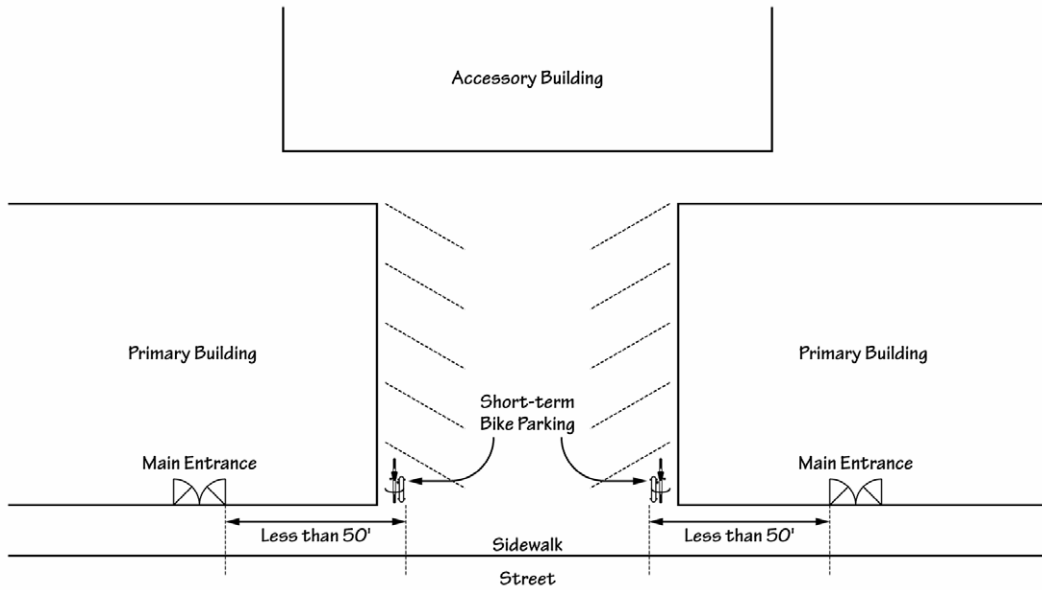 Accessory Building
Primary Building
Primary Building
Short-term
Bike Parking
Main Entrance
Main Entrance
Less than 50'
Less than 50'
Sidewalk
Street